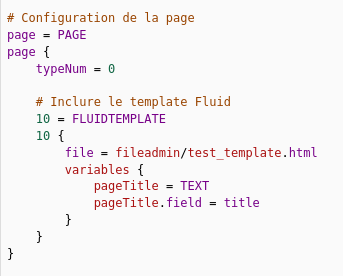 # Configuration de la page
page = PAGE
page {
    typeNum = 0

    # Inclure le template Fluid
    10 = FLUIDTEMPLATE
    10 {
        file = fileadmin/test_template.html
        variables {
            pageTitle = TEXT
            pageTitle.field = title
        }
    }
}